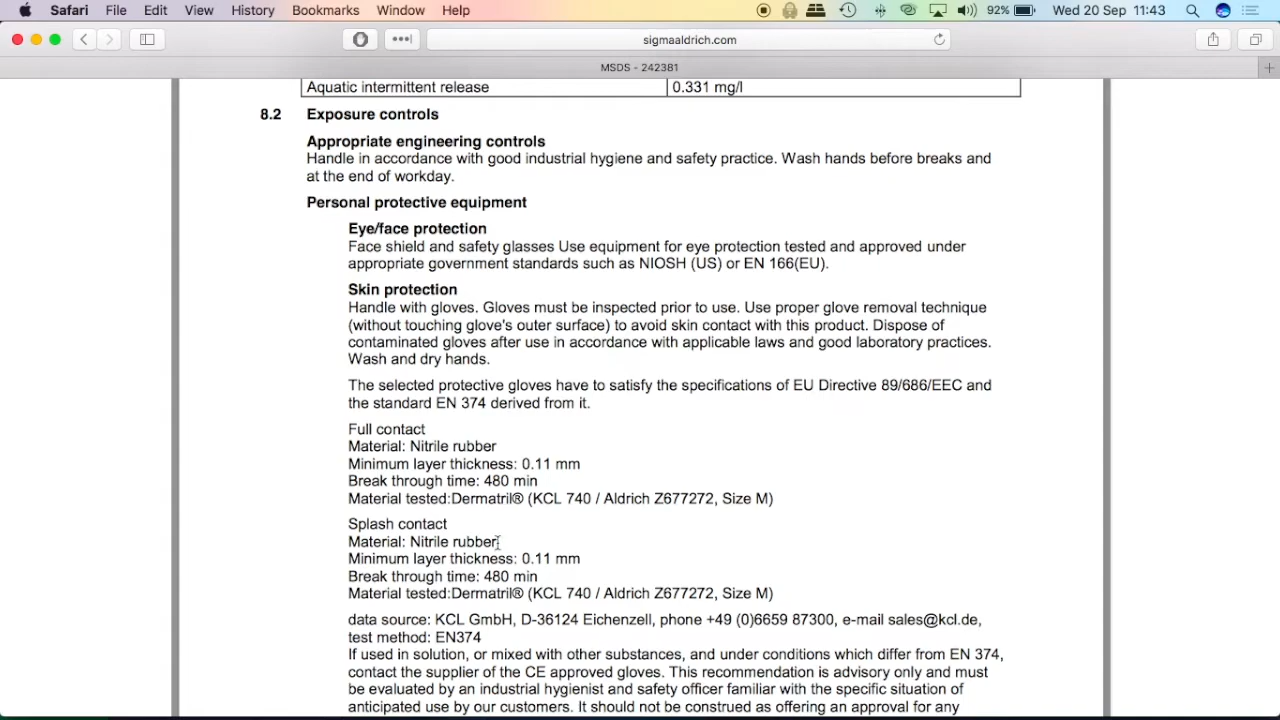 Safari File Edit View History Bookmarks Window Help 92% Wed 20 Sep 11:43
sigmaaldrich.com
MSDS - 242381
Aquatic intermittent release 0.331 mg/l
8.2 Exposure controls
Appropriate engineering controls
Handle in accordance with good industrial hygiene and safety practice. Wash hands before breaks and
at the end of workday.
Personal protective equipment
Eye/face protection
Face shield and safety glasses Use equipment for eye protection tested and approved under
appropriate government standards such as NIOSH (US) or EN 166(EU).
Skin protection
Handle with gloves. Gloves must be inspected prior to use. Use proper glove removal technique
(without touching glove's outer surface) to avoid skin contact with this product. Dispose of
contaminated gloves after use in accordance with applicable laws and good laboratory practices.
Wash and dry hands.
The selected protective gloves have to satisfy the specifications of EU Directive 89/686/EEC and
the standard EN 374 derived from it.
Full contact
Material: Nitrile rubber
Minimum layer thickness: 0.11 mm
Break through time: 480 min
Material tested:Dermatril® (KCL 740 / Aldrich Z677272, Size M)
Splash contact
Material: Nitrile rubber
Minimum layer thickness: 0.11 mm
Break through time: 480 min
Material tested:Dermatril® (KCL 740 / Aldrich Z677272, Size M)
data source: KCL GmbH, D-36124 Eichenzell, phone +49 (0)6659 87300, e-mail sales@kcl.de,
test method: EN374
If used in solution, or mixed with other substances, and under conditions which differ from EN 374,
contact the supplier of the CE approved gloves. This recommendation is advisory only and must
be evaluated by an industrial hygienist and safety officer familiar with the specific situation of
anticipated use by our customers. It should not be construed as offering an approval for any